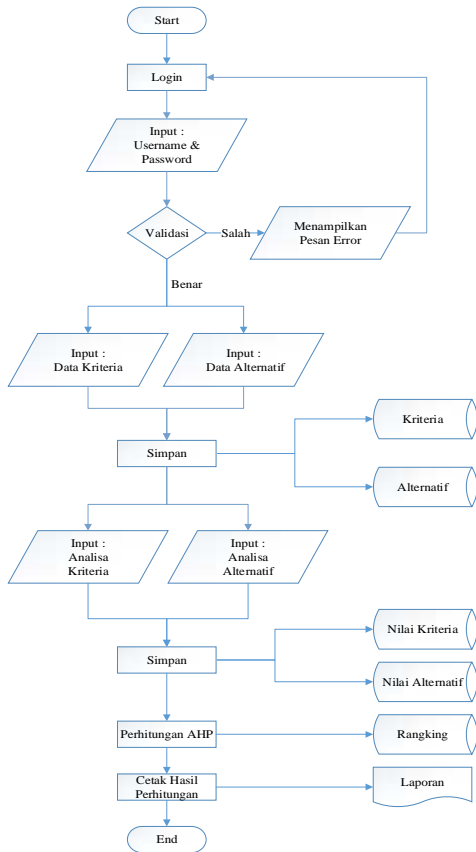 Start
Login
Input :
Username &
Password
Validasi
Salah
Menampilkan
Pesan Error
Benar
Input :
Data Kriteria
Input :
Data Alternatif
Kriteria
Simpan
Alternatif
Input :
Analisa
Kriteria
Input :
Analisa
Alternatif
Nilai Kriteria
Simpan
Nilai Alternatif
Perhitungan AHP
Rangking
Cetak Hasil
Perhitungan
Laporan
End